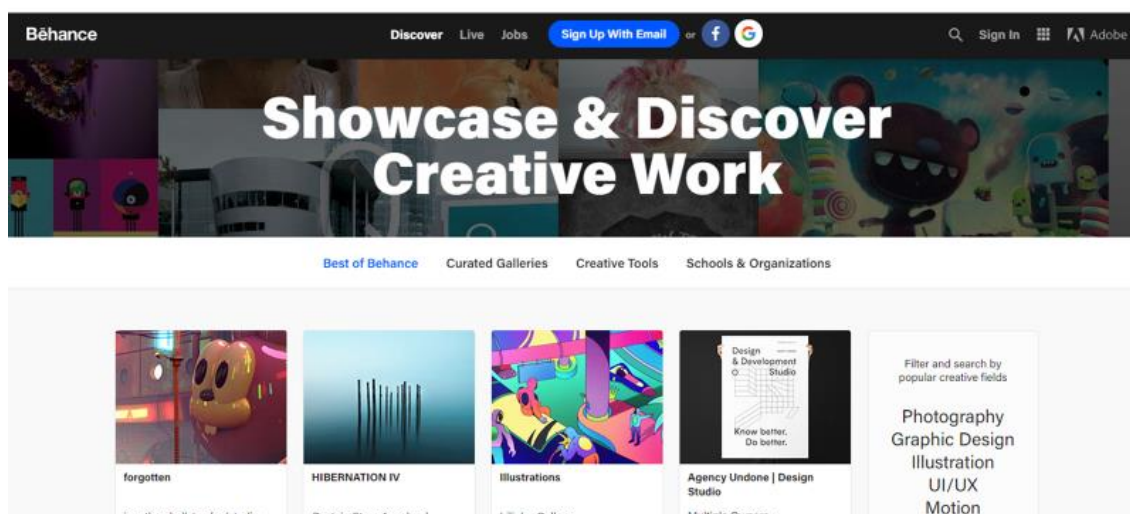 Bēhance
Discover Live Jobs Sign Up With Email or f G Sign In Adobe
Showcase & Discover
Creative Work
Best of Behance Curated Galleries Creative Tools Schools & Organizations
Design
& Development
Studio
Know better.
Do better.
Filter and search by
popular creative fields
Photography
Graphic Design
Illustration
UI/UX
Motion
forgotten
HIBERNATION IV
Illustrations
Agency Undone | Design
Studio